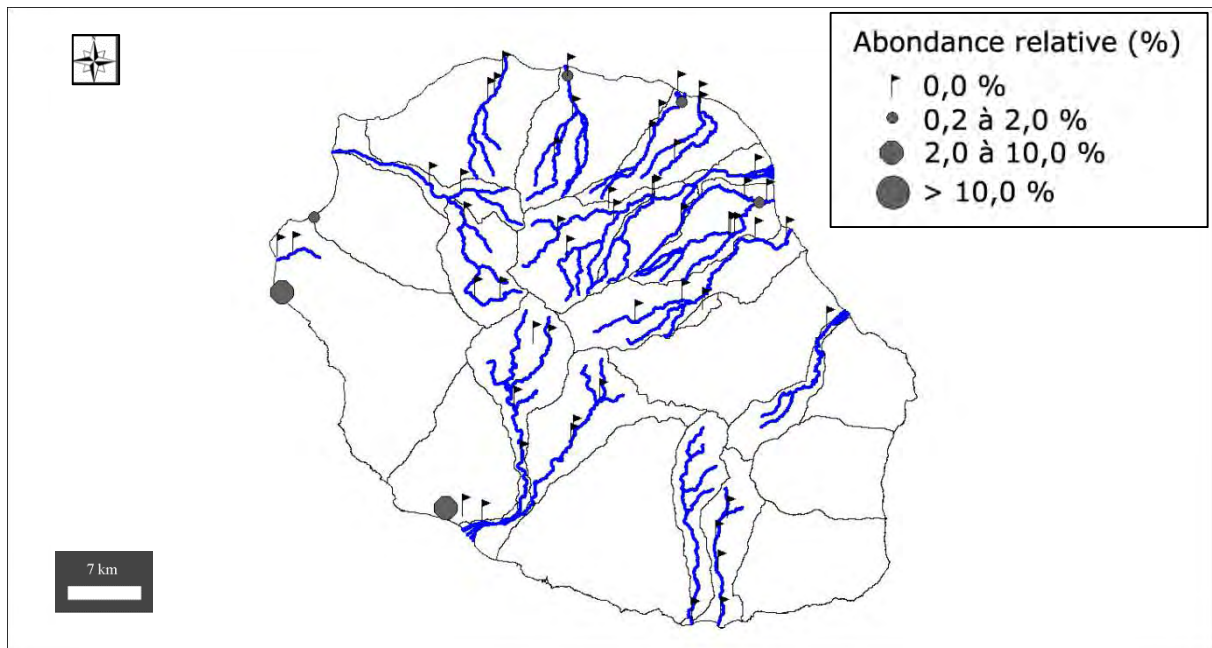 Abondance relative (%)
0,0 %
0,2 à 2,0 %
2,0 à 10,0 %
> 10,0 %
7 km